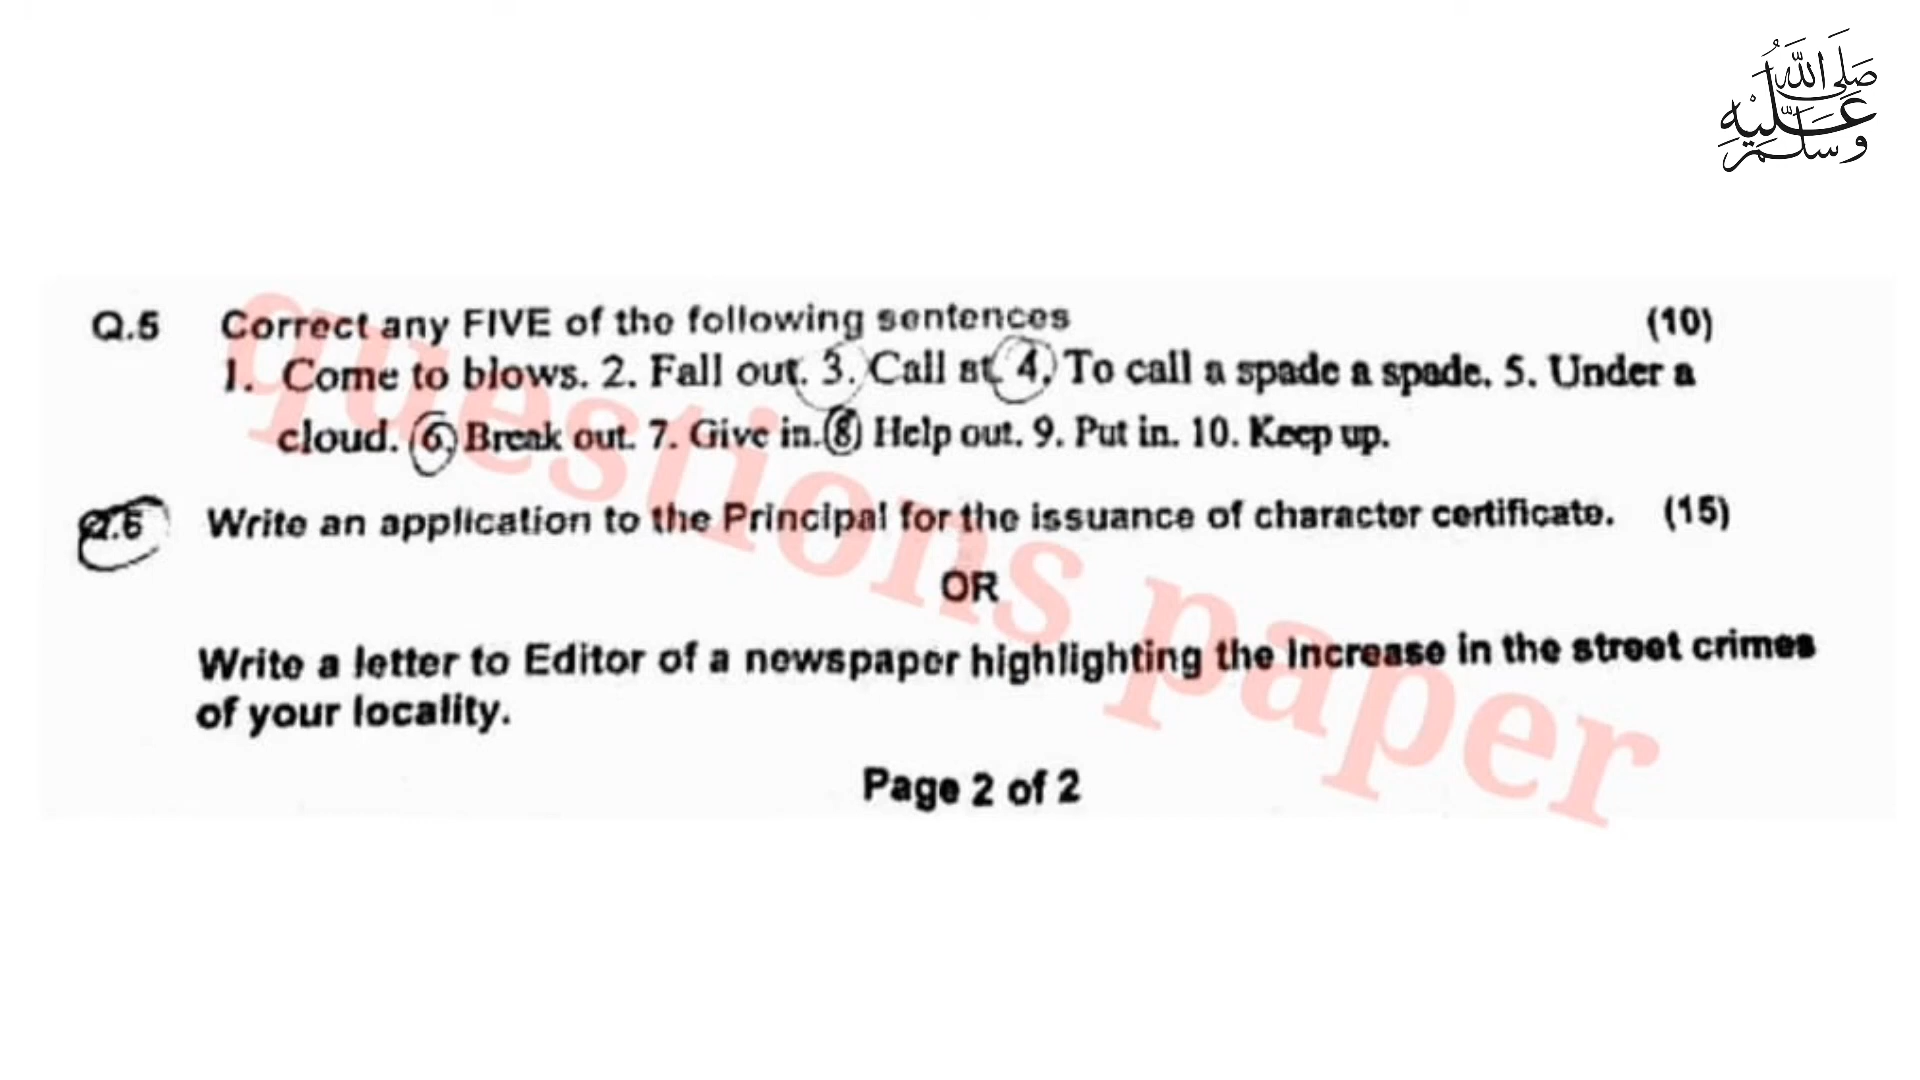 صلى الله عليه وسلم
Q.5 Correct any FIVE of the following sentences (10)
1. Come to blows. 2. Fall out. 3. Call at. 4. To call a spade a spade. 5. Under a
cloud. 6. Break out. 7. Give in. 8. Help out. 9. Put in. 10. Keep up.
Q.6 Write an application to the Principal for the issuance of character certificate. (15)
OR
Write a letter to Editor of a newspaper highlighting the increase in the street crimes
of your locality.
Page 2 of 2
questions paper